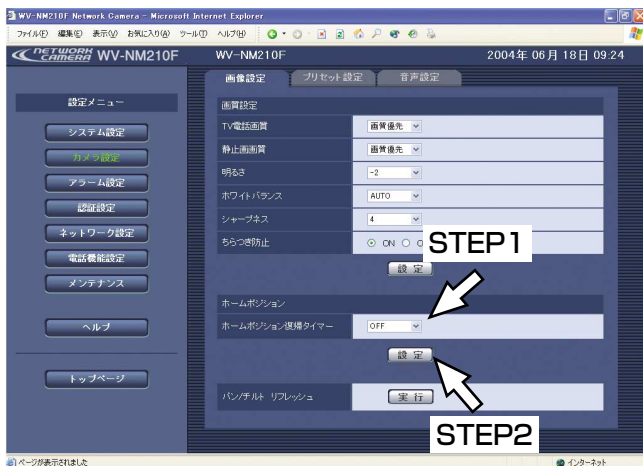 WV-NM210F Network Camera - Microsoft Internet Explorer
ファイル(F) 編集(E) 表示(V) お気に入り(A) ツール(T) ヘルプ(H)
NETWORK CAMERA WV-NM210F
WV-NM210F
2004年 06月 18日 09:24
画像設定 プリセット設定 音声設定
設定メニュー
システム設定
カメラ設定
アラーム設定
認証設定
ネットワーク設定
電話機能設定
メンテナンス
ヘルプ
トップページ
画質設定
TV電話画質 画質優先
静止画画質 画質優先
明るさ -2
ホワイトバランス AUTO
シャープネス 4
ちらつき防止 ON
STEP1
設定
ホームポジション
ホームポジション復帰タイマー OFF
設定
パン/チルト リフレッシュ 実行
STEP2
ページが表示されました
インターネット